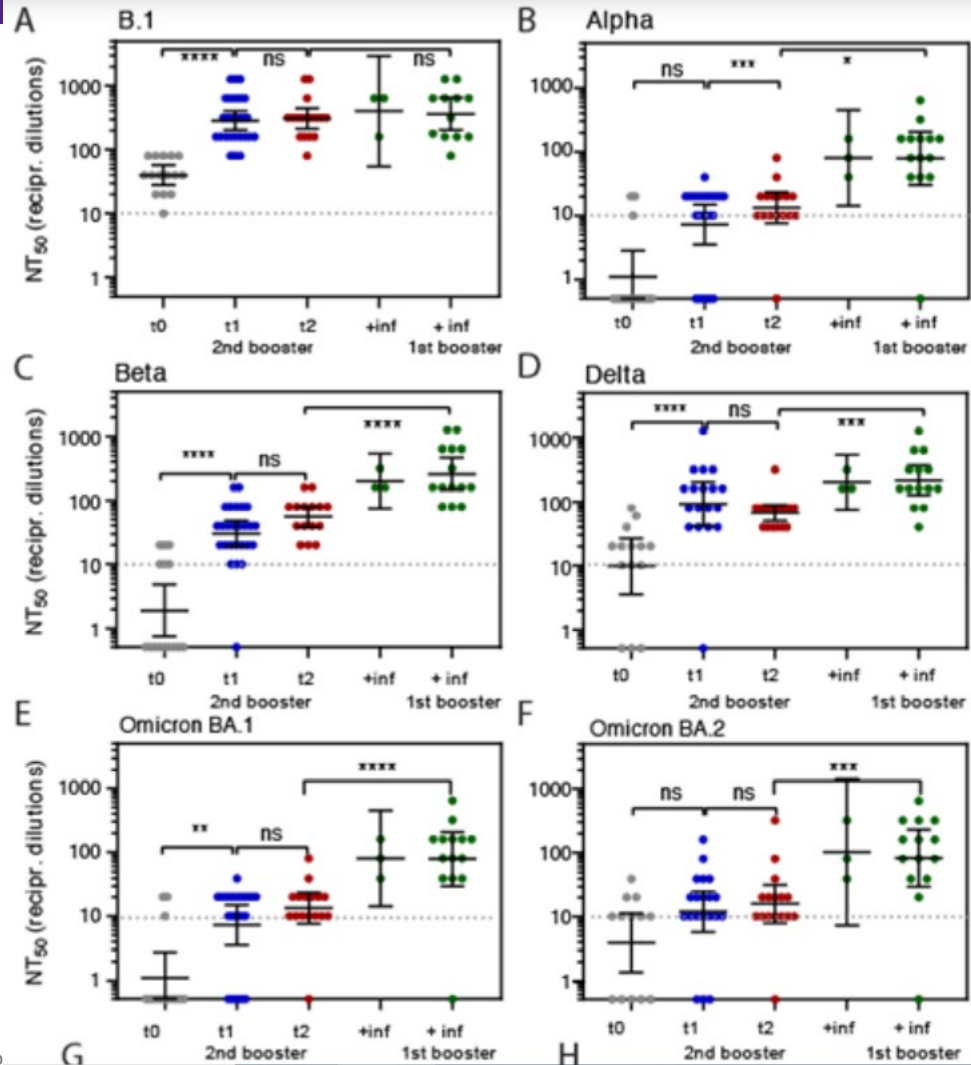 A B.1
NT50 (recipr. dilutions)
**** ns ns
1000
100
10
1
t0 t1 t2 +inf + inf
2nd booster 1st booster
B Alpha
ns *** *
1000
100
10
1
t0 t1 t2 +inf + inf
2nd booster 1st booster
C Beta
NT50 (recipr. dilutions)
**** ns ****
1000
100
10
1
t0 t1 t2 +inf + inf
2nd booster 1st booster
D Delta
**** ns ***
1000
100
10
1
t0 t1 t2 +inf + inf
2nd booster 1st booster
E Omicron BA.1
NT50 (recipr. dilutions)
** ns ****
1000
100
10
1
t0 t1 t2 +inf + inf
2nd booster 1st booster
F Omicron BA.2
ns ns ***
1000
100
10
1
t0 t1 t2 +inf + inf
2nd booster 1st booster
G H